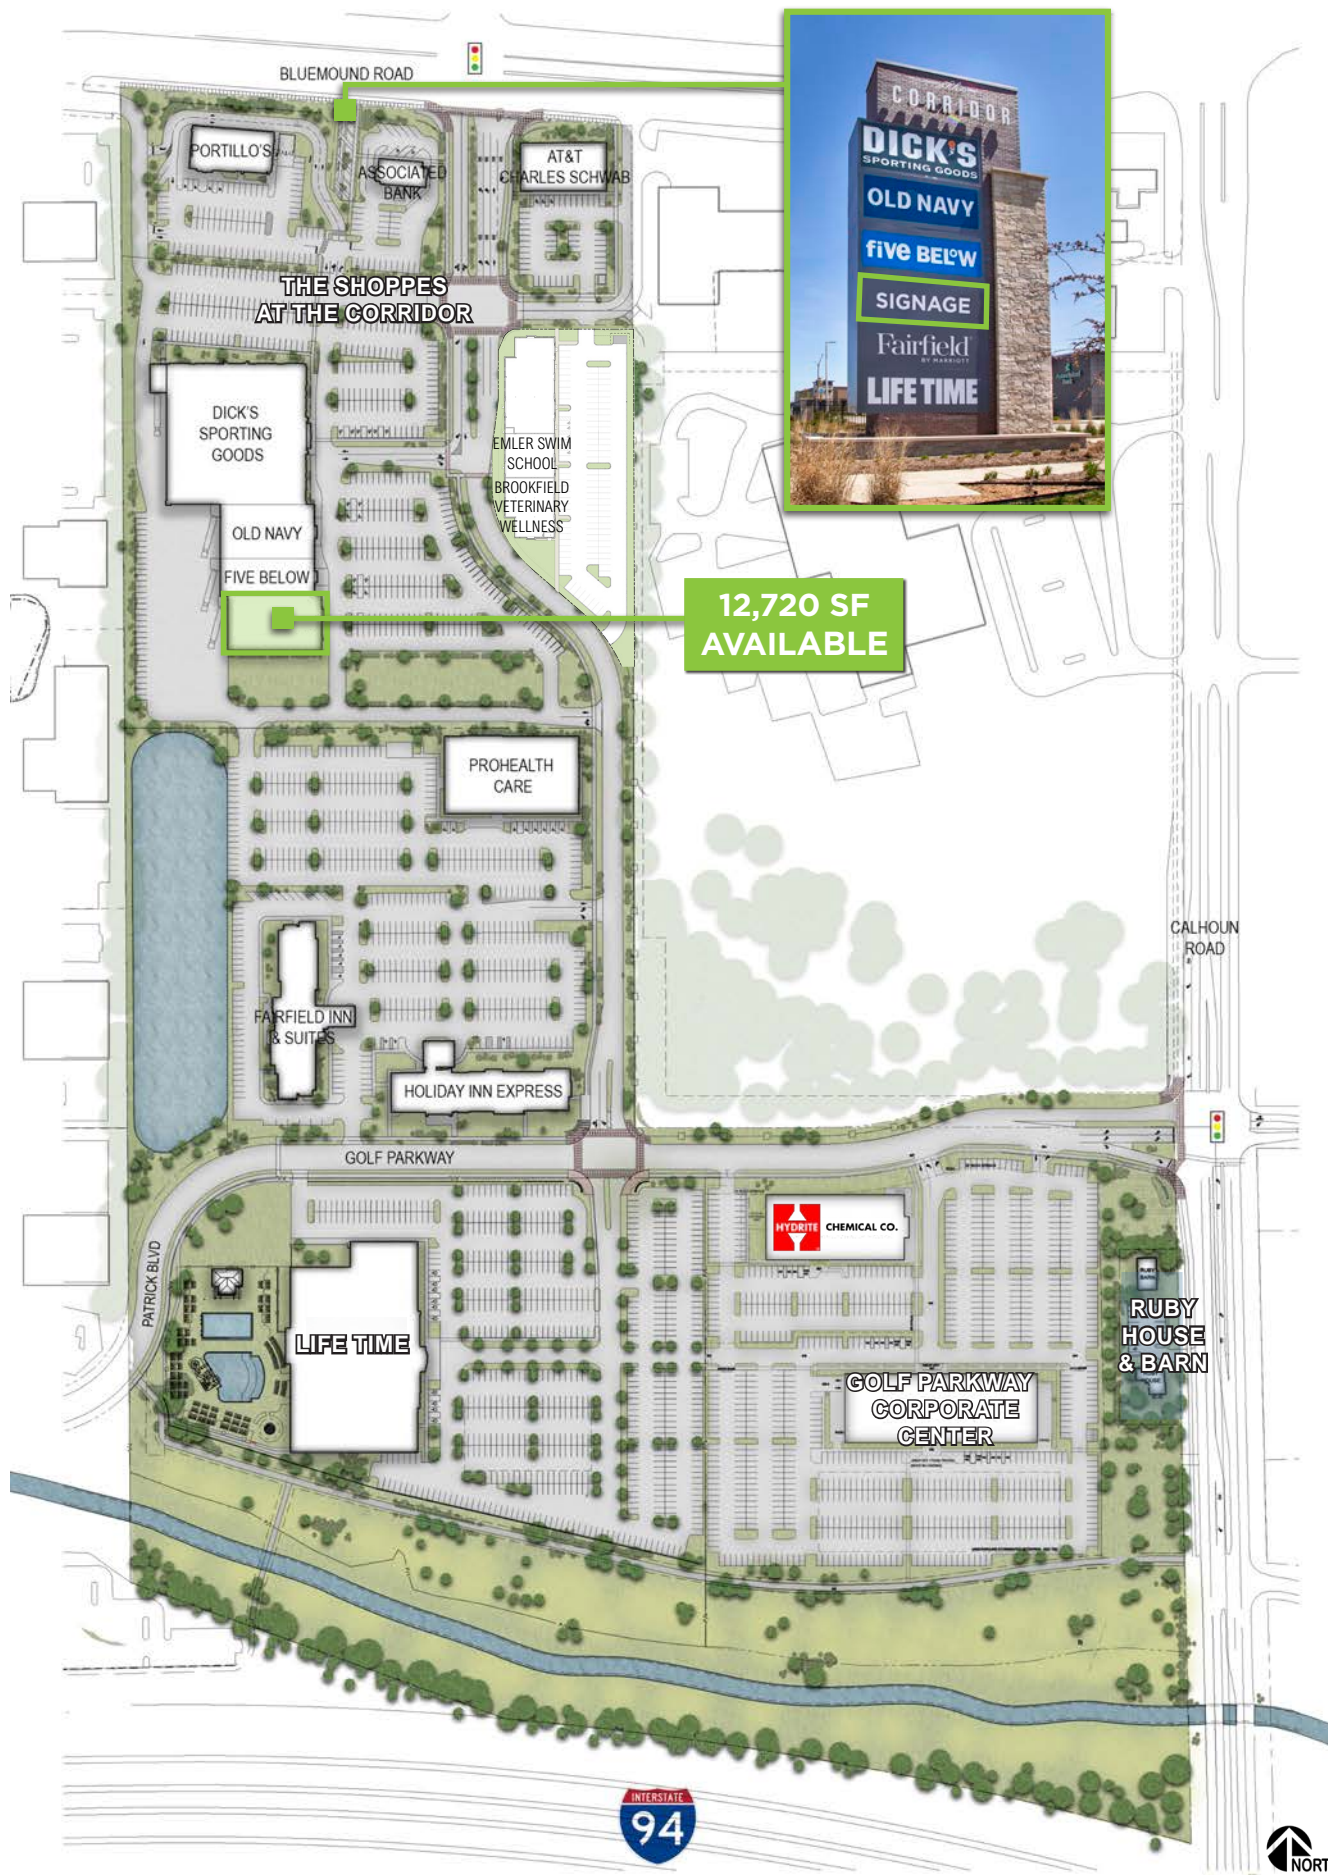 BLUEMOUND ROAD
PORTILLO'S
ASSOCIATED
BANK
AT&T
CHARLES SCHWAB
THE SHOPPES
AT THE CORRIDOR
CORRIDOR
DICK'S
SPORTING GOODS
OLD NAVY
five BELOW
SIGNAGE
Fairfield
BY MARRIOTT
LIFE TIME
DICK'S
SPORTING
GOODS
EMLER SWIM
SCHOOL
BROOKFIELD
VETERINARY
WELLNESS
OLD NAVY
FIVE BELOW
12,720 SF
AVAILABLE
PROHEALTH
CARE
CALHOUN
ROAD
FAIRFIELD INN
& SUITES
HOLIDAY INN EXPRESS
GOLF PARKWAY
PATRICK BLVD
HYDRITE
CHEMICAL CO.
RUBY
BARN
RUBY
HOUSE
& BARN
LIFE TIME
GOLF PARKWAY
CORPORATE
CENTER
INTERSTATE
94
NORT